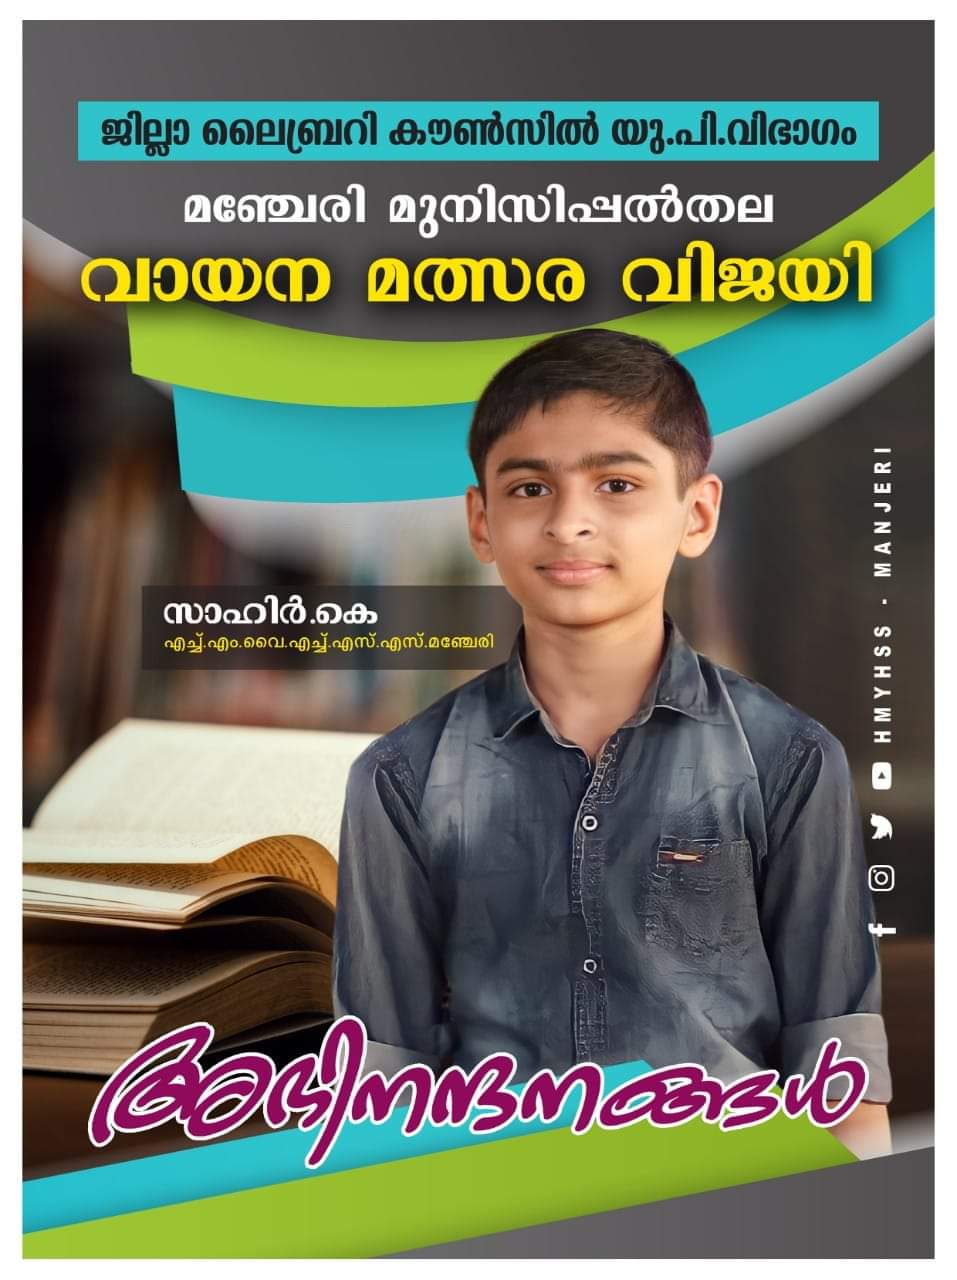 ജില്ലാ ലൈബ്രറി കൗൺസിൽ യു.പി.വിഭാഗം
മഞ്ചേരി മുനിസിപ്പൽതല
വായന മത്സര വിജയി
സാഹിർ.കെ
എച്ച്.എം.വൈ.എച്ച്.എസ്.എസ്.മഞ്ചേരി
HMYHSS - MANJERI
അഭിനന്ദനങ്ങൾ